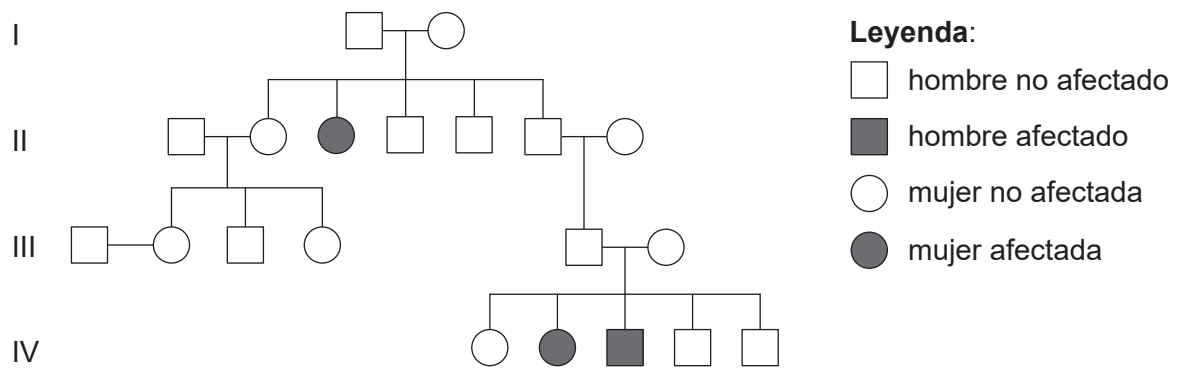 I
II
III
IV
Leyenda:
hombre no afectado
hombre afectado
mujer no afectada
mujer afectada